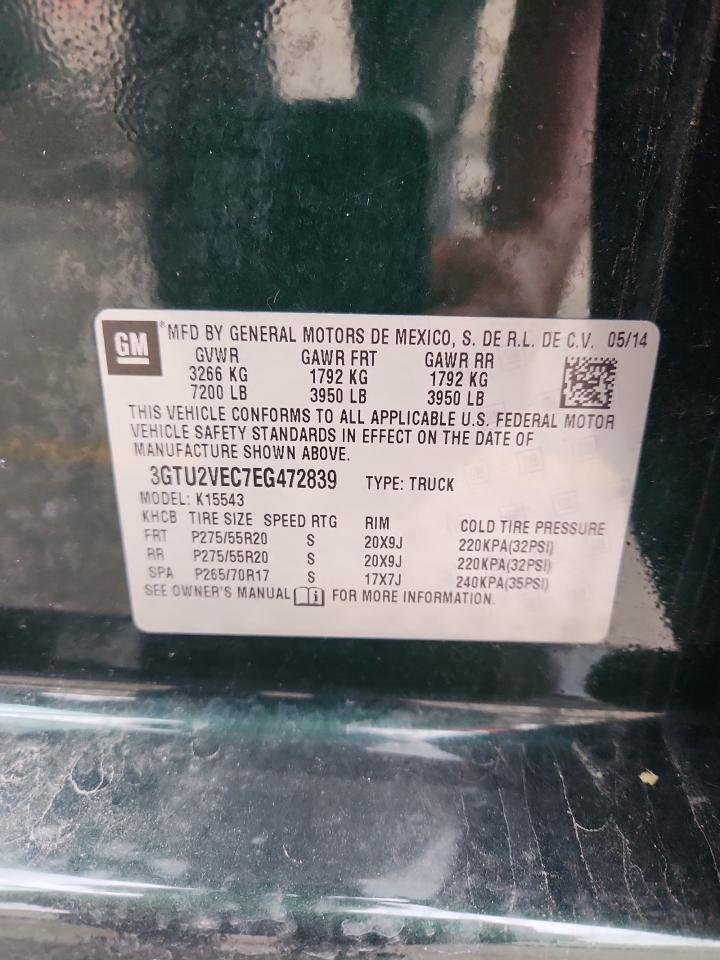 GM ® MFD BY GENERAL MOTORS DE MEXICO, S. DE R.L. DE C.V. 05/14
GVWR GAWR FRT GAWR RR
3266 KG 1792 KG 1792 KG
7200 LB 3950 LB 3950 LB
THIS VEHICLE CONFORMS TO ALL APPLICABLE U.S. FEDERAL MOTOR
VEHICLE SAFETY STANDARDS IN EFFECT ON THE DATE OF
MANUFACTURE SHOWN ABOVE.
3GTU2VEC7EG472839 TYPE: TRUCK
MODEL: K15543
KHCB TIRE SIZE SPEED RTG RIM COLD TIRE PRESSURE
FRT P275/55R20 S 20X9J 220KPA(32PSI)
RR P275/55R20 S 20X9J 220KPA(32PSI)
SPA P265/70R17 S 17X7J 240KPA(35PSI)
SEE OWNER'S MANUAL i FOR MORE INFORMATION.